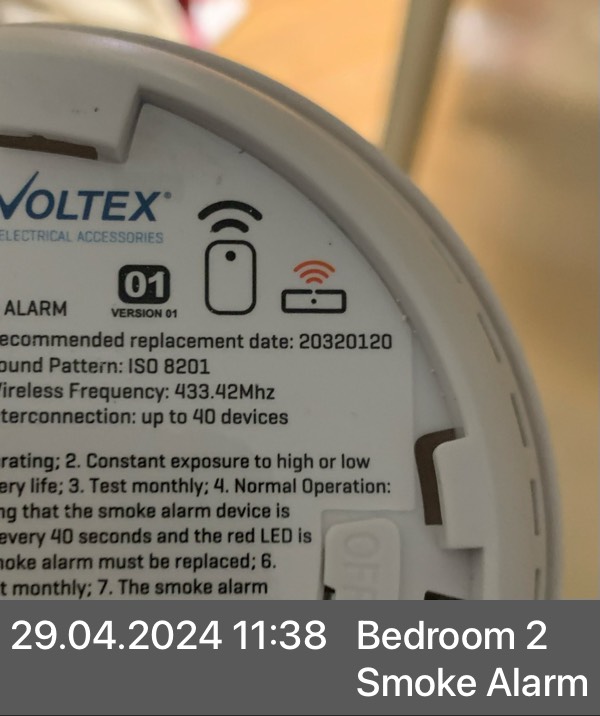 VOLTEX®
ELECTRICAL ACCESSORIES
01
ALARM
VERSION 01
ecommended replacement date: 20320120
ound Pattern: ISO 8201
ireless Frequency: 433.42Mhz
terconnection: up to 40 devices
rating; 2. Constant exposure to high or low
ery life; 3. Test monthly; 4. Normal Operation:
ng that the smoke alarm device is
every 40 seconds and the red LED is
noke alarm must be replaced; 6.
t monthly; 7. The smoke alarm
OFF
29.04.2024 11:38 Bedroom 2
Smoke Alarm